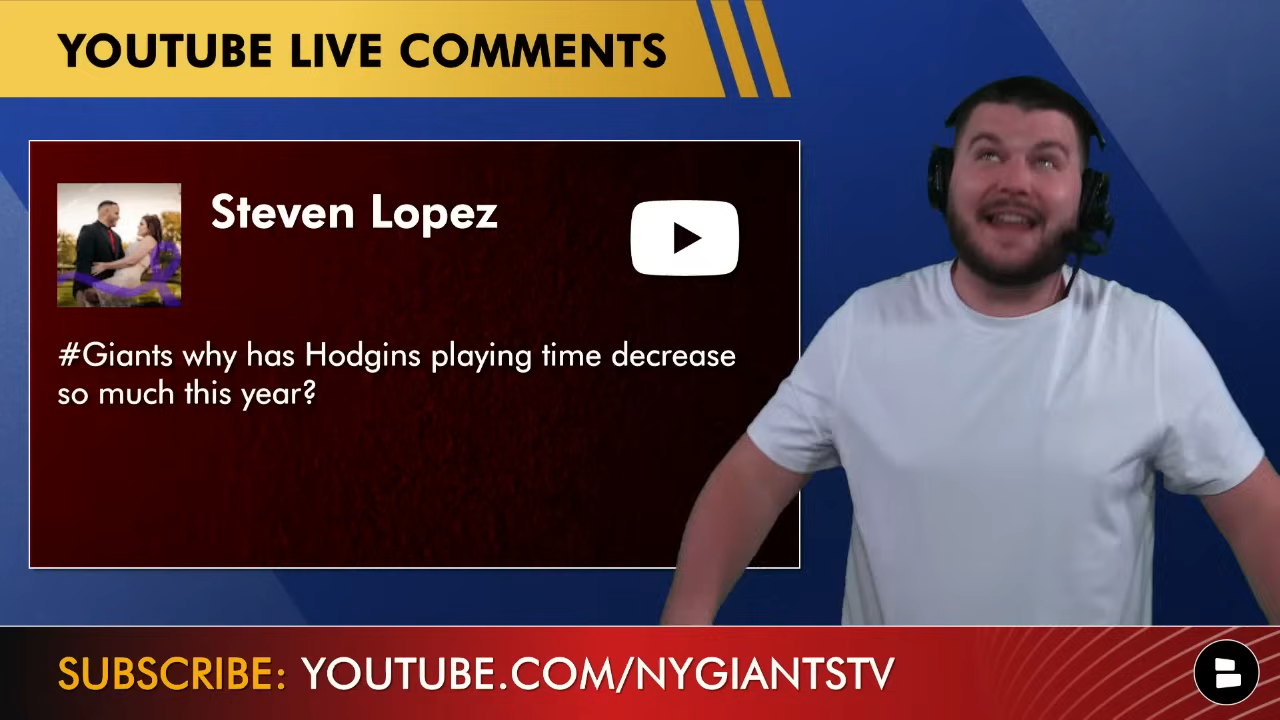 YOUTUBE LIVE COMMENTS
Steven Lopez
#Giants why has Hodgins playing time decrease
so much this year?
SUBSCRIBE: YOUTUBE.COM/NYGIANTSTV